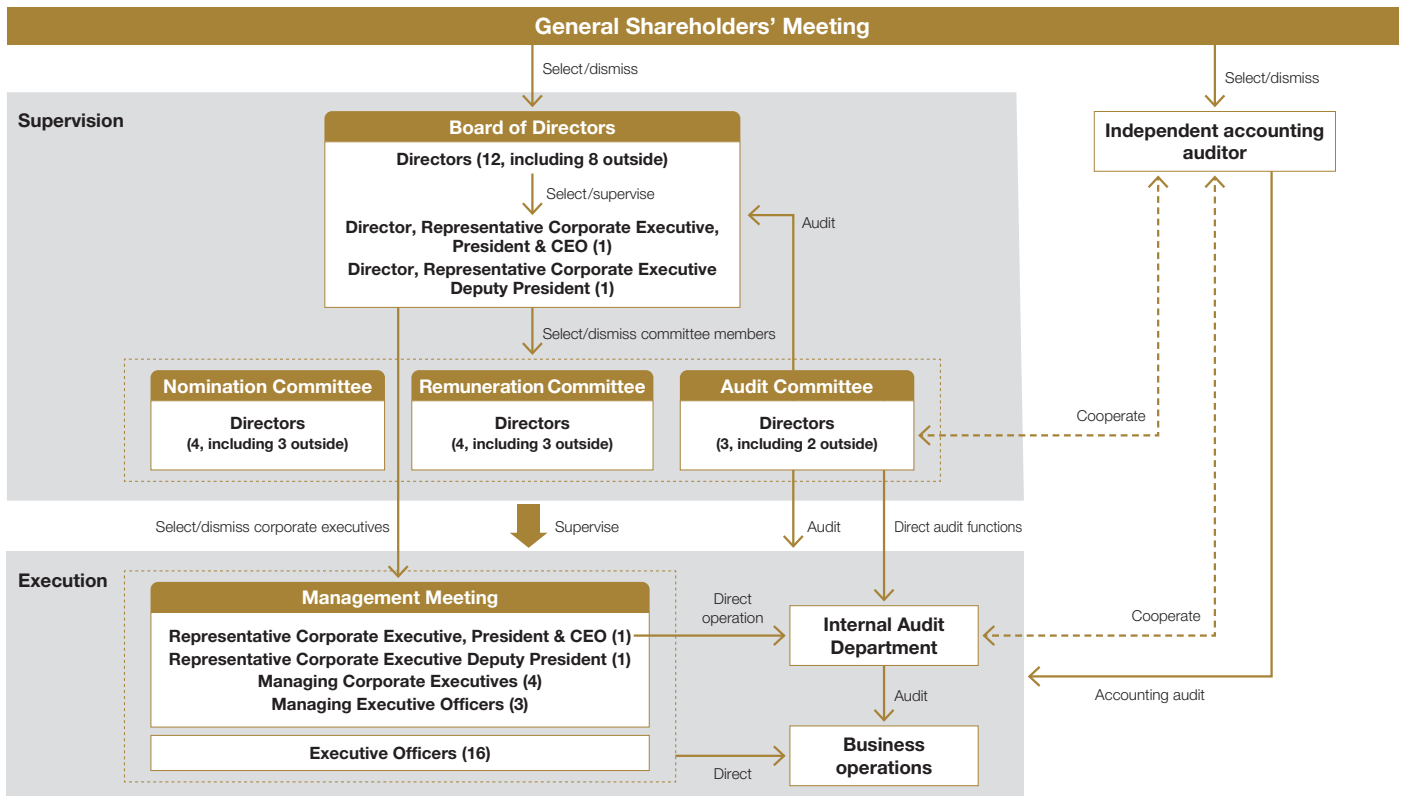 General Shareholders’ Meeting
Select/dismiss
Select/dismiss
Supervision
Board of Directors
Directors (12, including 8 outside)
Select/supervise
Director, Representative Corporate Executive,
President & CEO (1)
Director, Representative Corporate Executive
Deputy President (1)
Audit
Independent accounting
auditor
Select/dismiss committee members
Nomination Committee
Directors
(4, including 3 outside)
Remuneration Committee
Directors
(4, including 3 outside)
Audit Committee
Directors
(3, including 2 outside)
Cooperate
Select/dismiss corporate executives
Supervise
Audit
Direct audit functions
Execution
Management Meeting
Representative Corporate Executive, President & CEO (1)
Representative Corporate Executive Deputy President (1)
Managing Corporate Executives (4)
Managing Executive Officers (3)
Executive Officers (16)
Direct
operation
Internal Audit
Department
Cooperate
Audit
Accounting audit
Direct
Business
operations